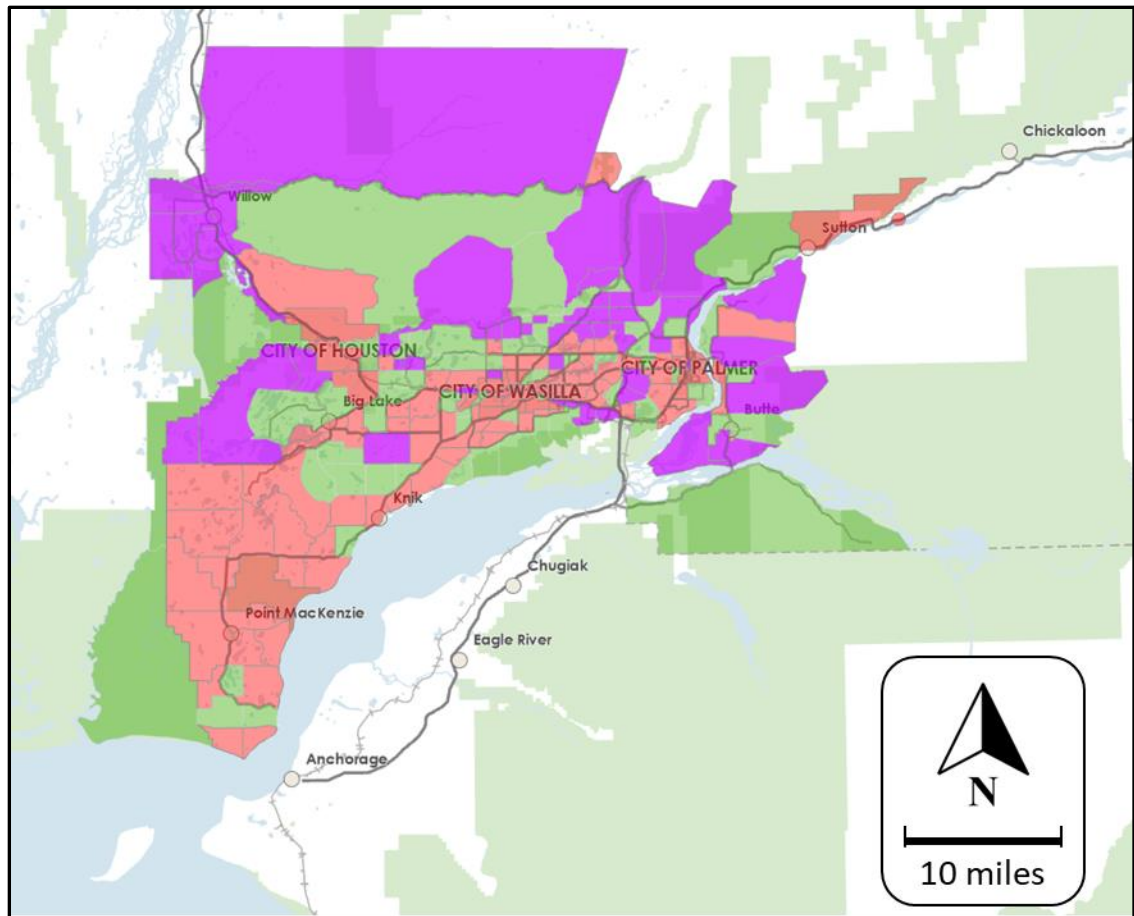 Chickaloon
Willow
Sutton
CITY OF HOUSTON
CITY OF PALMER
CITY OF WASILLA
Big Lake
Butte
Knik
Chugiak
Point MacKenzie
Eagle River
Anchorage
N
10 miles